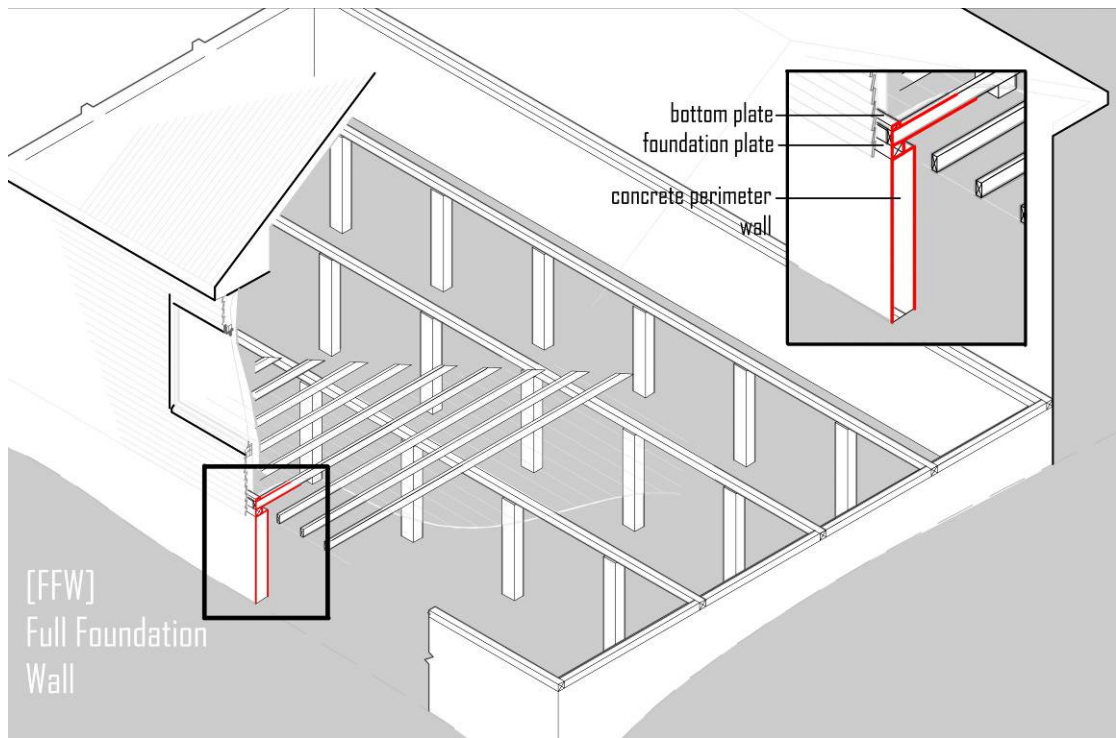 bottom plate
foundation plate
concrete perimeter
wall
[FFW]
Full Foundation
Wall